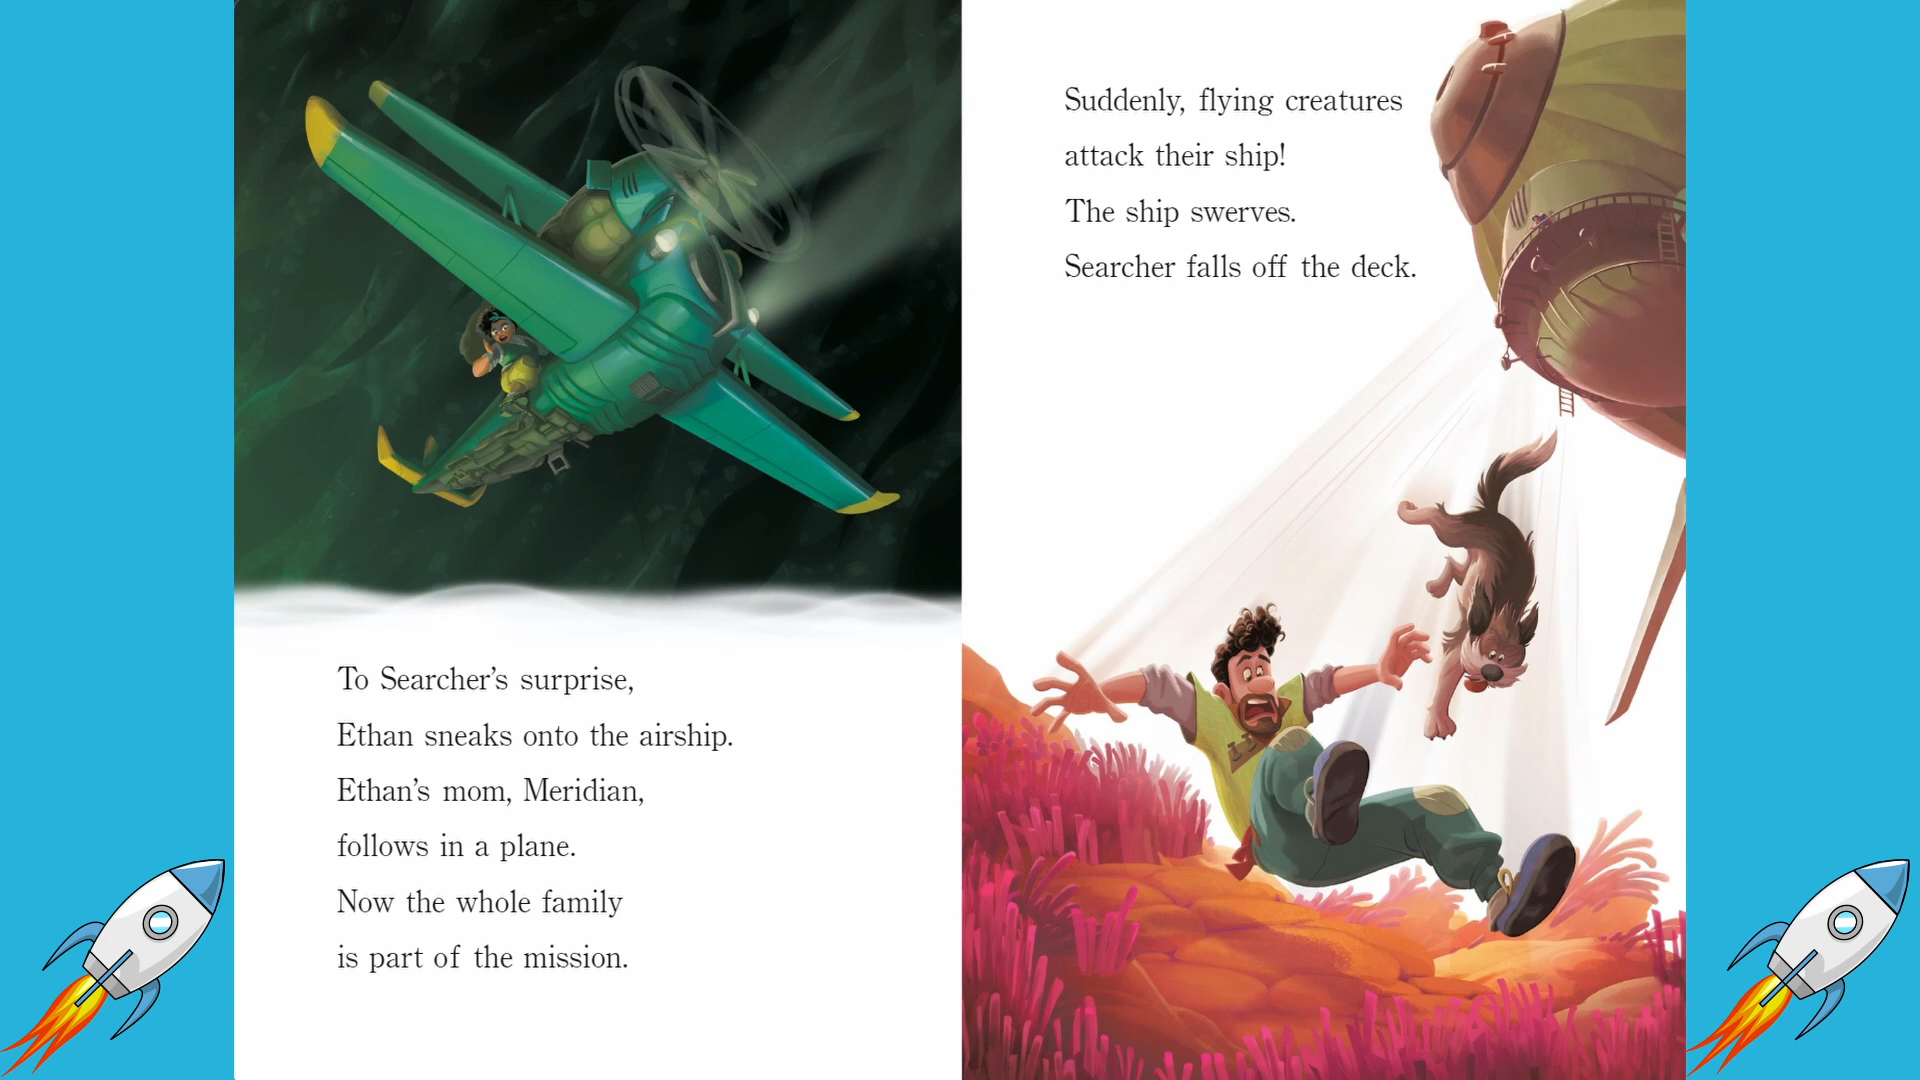 To Searcher’s surprise,
Ethan sneaks onto the airship.
Ethan’s mom, Meridian,
follows in a plane.
Now the whole family
is part of the mission.
Suddenly, flying creatures
attack their ship!
The ship swerves.
Searcher falls off the deck.